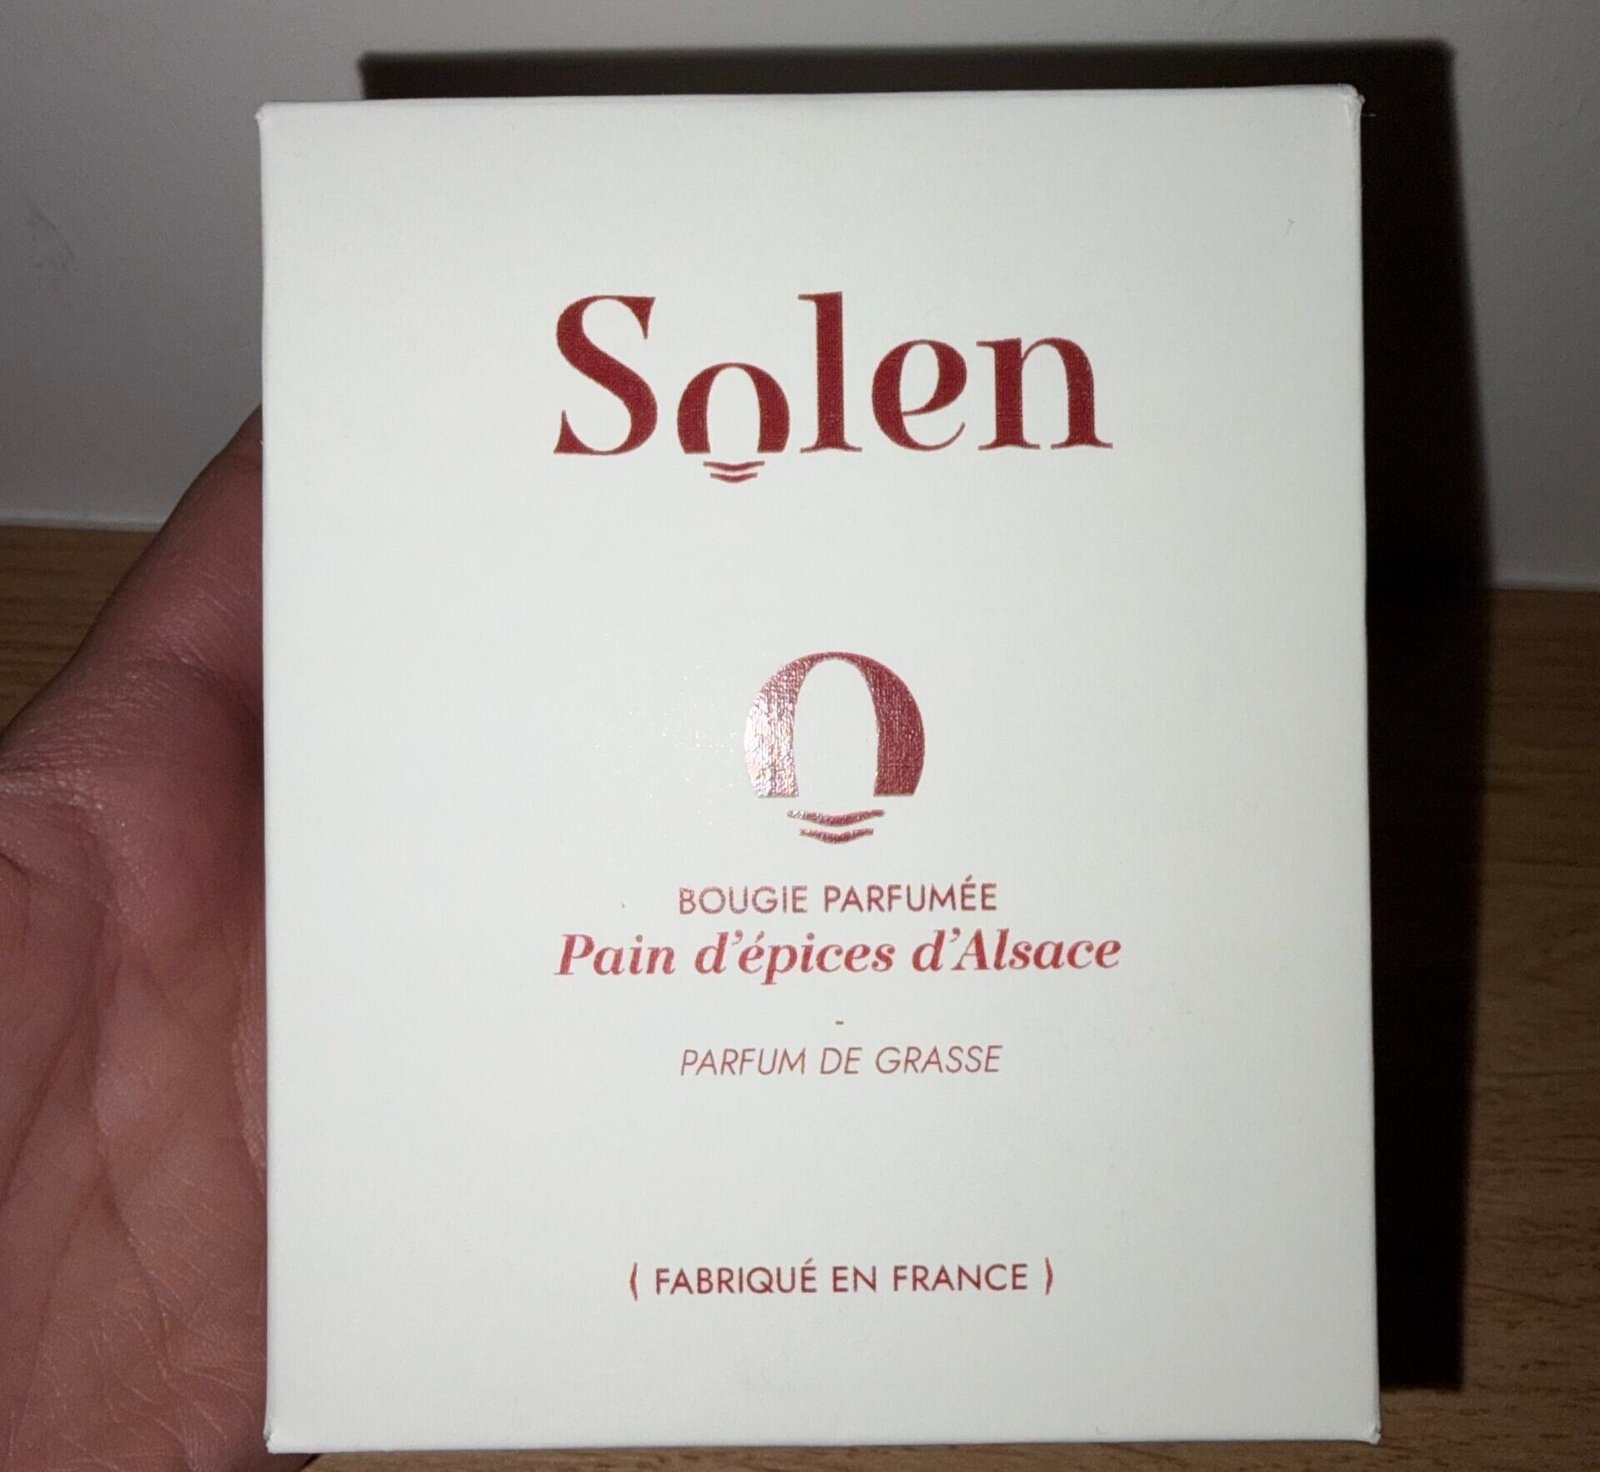 Solen
BOUGIE PARFUMÉE
Pain d'épices d'Alsace
-
PARFUM DE GRASSE
( FABRIQUÉ EN FRANCE )